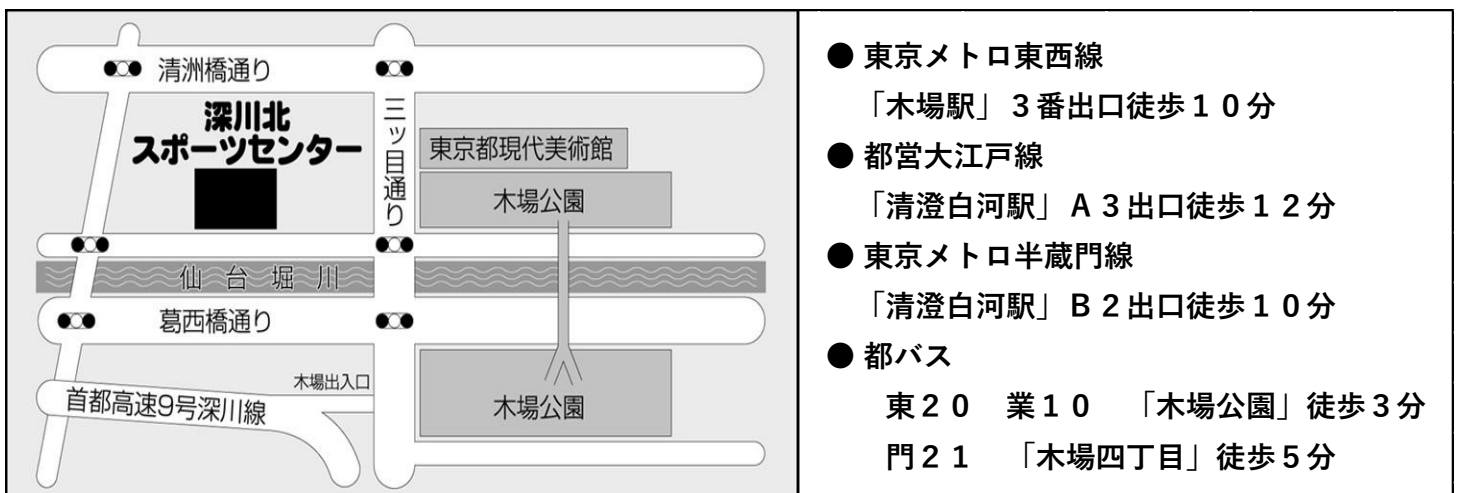 清洲橋通り
深川北
スポーツセンター
三ッ目通り
東京都現代美術館
木場公園
仙台堀川
葛西橋通り
木場出入口
首都高速9号深川線
木場公園
● 東京メトロ東西線
「木場駅」３番出口徒歩１０分
● 都営大江戸線
「清澄白河駅」Ａ３出口徒歩１２分
● 東京メトロ半蔵門線
「清澄白河駅」Ｂ２出口徒歩１０分
● 都バス
東２０　業１０　「木場公園」徒歩３分
門２１　「木場四丁目」徒歩５分